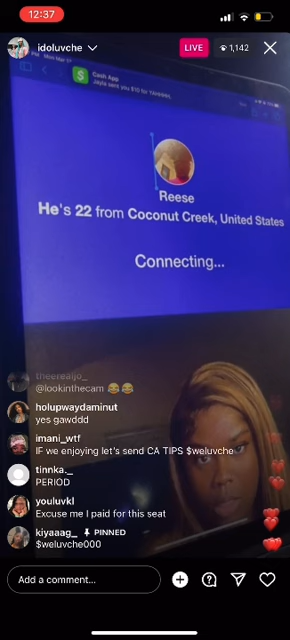 12:37
idoluvche
LIVE
1,142
Cash App
Reese
He's 22 from Coconut Creek, United States
Connecting...
@lookinthecam 😂😂
holupwaydaminut
yes gawddd
imani_wtf
IF we enjoying let's send CA TIPS $weluvche
tinnka._
PERIOD
youluvkl
Excuse me I paid for this seat
kiyaaag_ PINNED
$weluvche000
Add a comment...